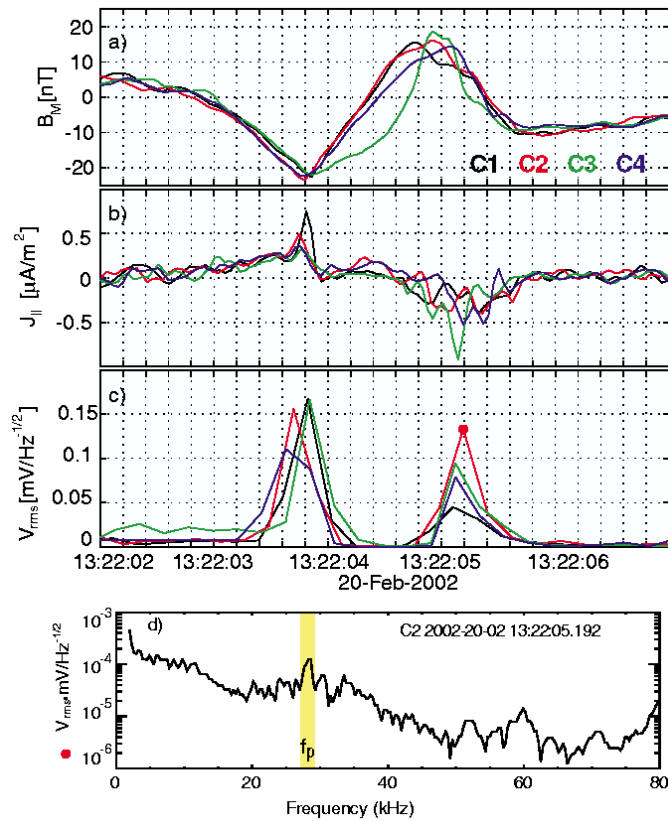 a)
20
10
0
-10
-20
B_M[nT]
C1 C2 C3 C4
b)
0.5
0
-0.5
J_|| [µA/m²]
c)
0.15
0.1
0.05
0
V_rms[mV/Hz^-1/2]
13:22:02 13:22:03 13:22:04 13:22:05 13:22:06
20-Feb-2002
d)
C2 2002-20-02 13:22:05.192
10^-3
10^-4
10^-5
10^-6
V_rms,mV/Hz^-1/2
f_p
0 20 40 60 80
Frequency (kHz)